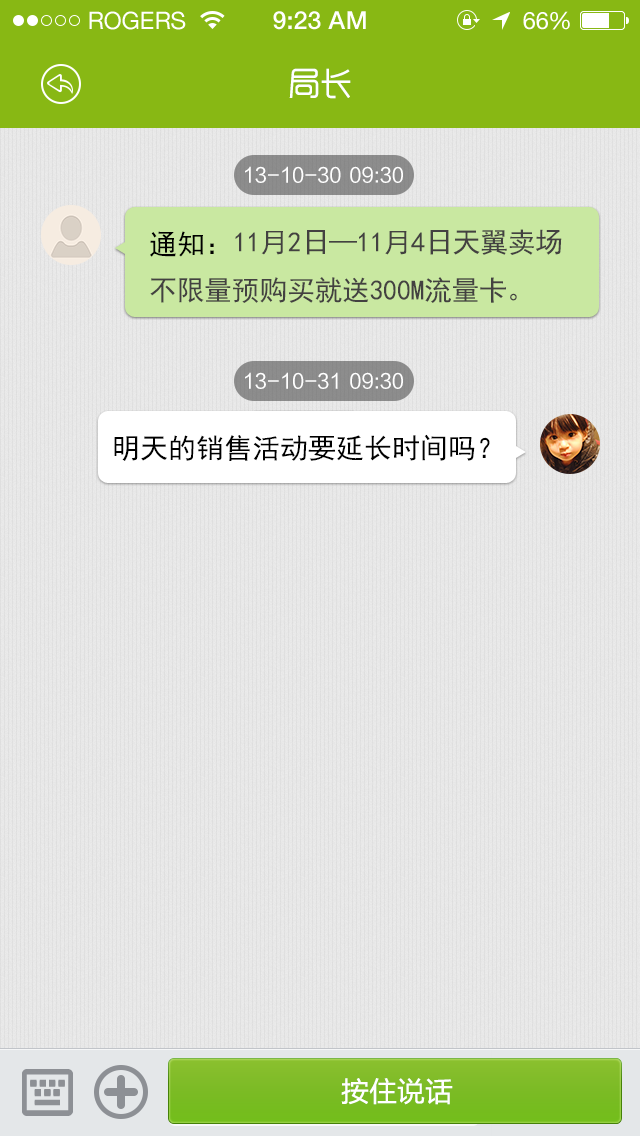 ROGERS 9:23 AM 66%
局长
13-10-30 09:30
通知：11月2日—11月4日天翼卖场
不限量预购买就送300M流量卡。
13-10-31 09:30
明天的销售活动要延长时间吗？
按住说话